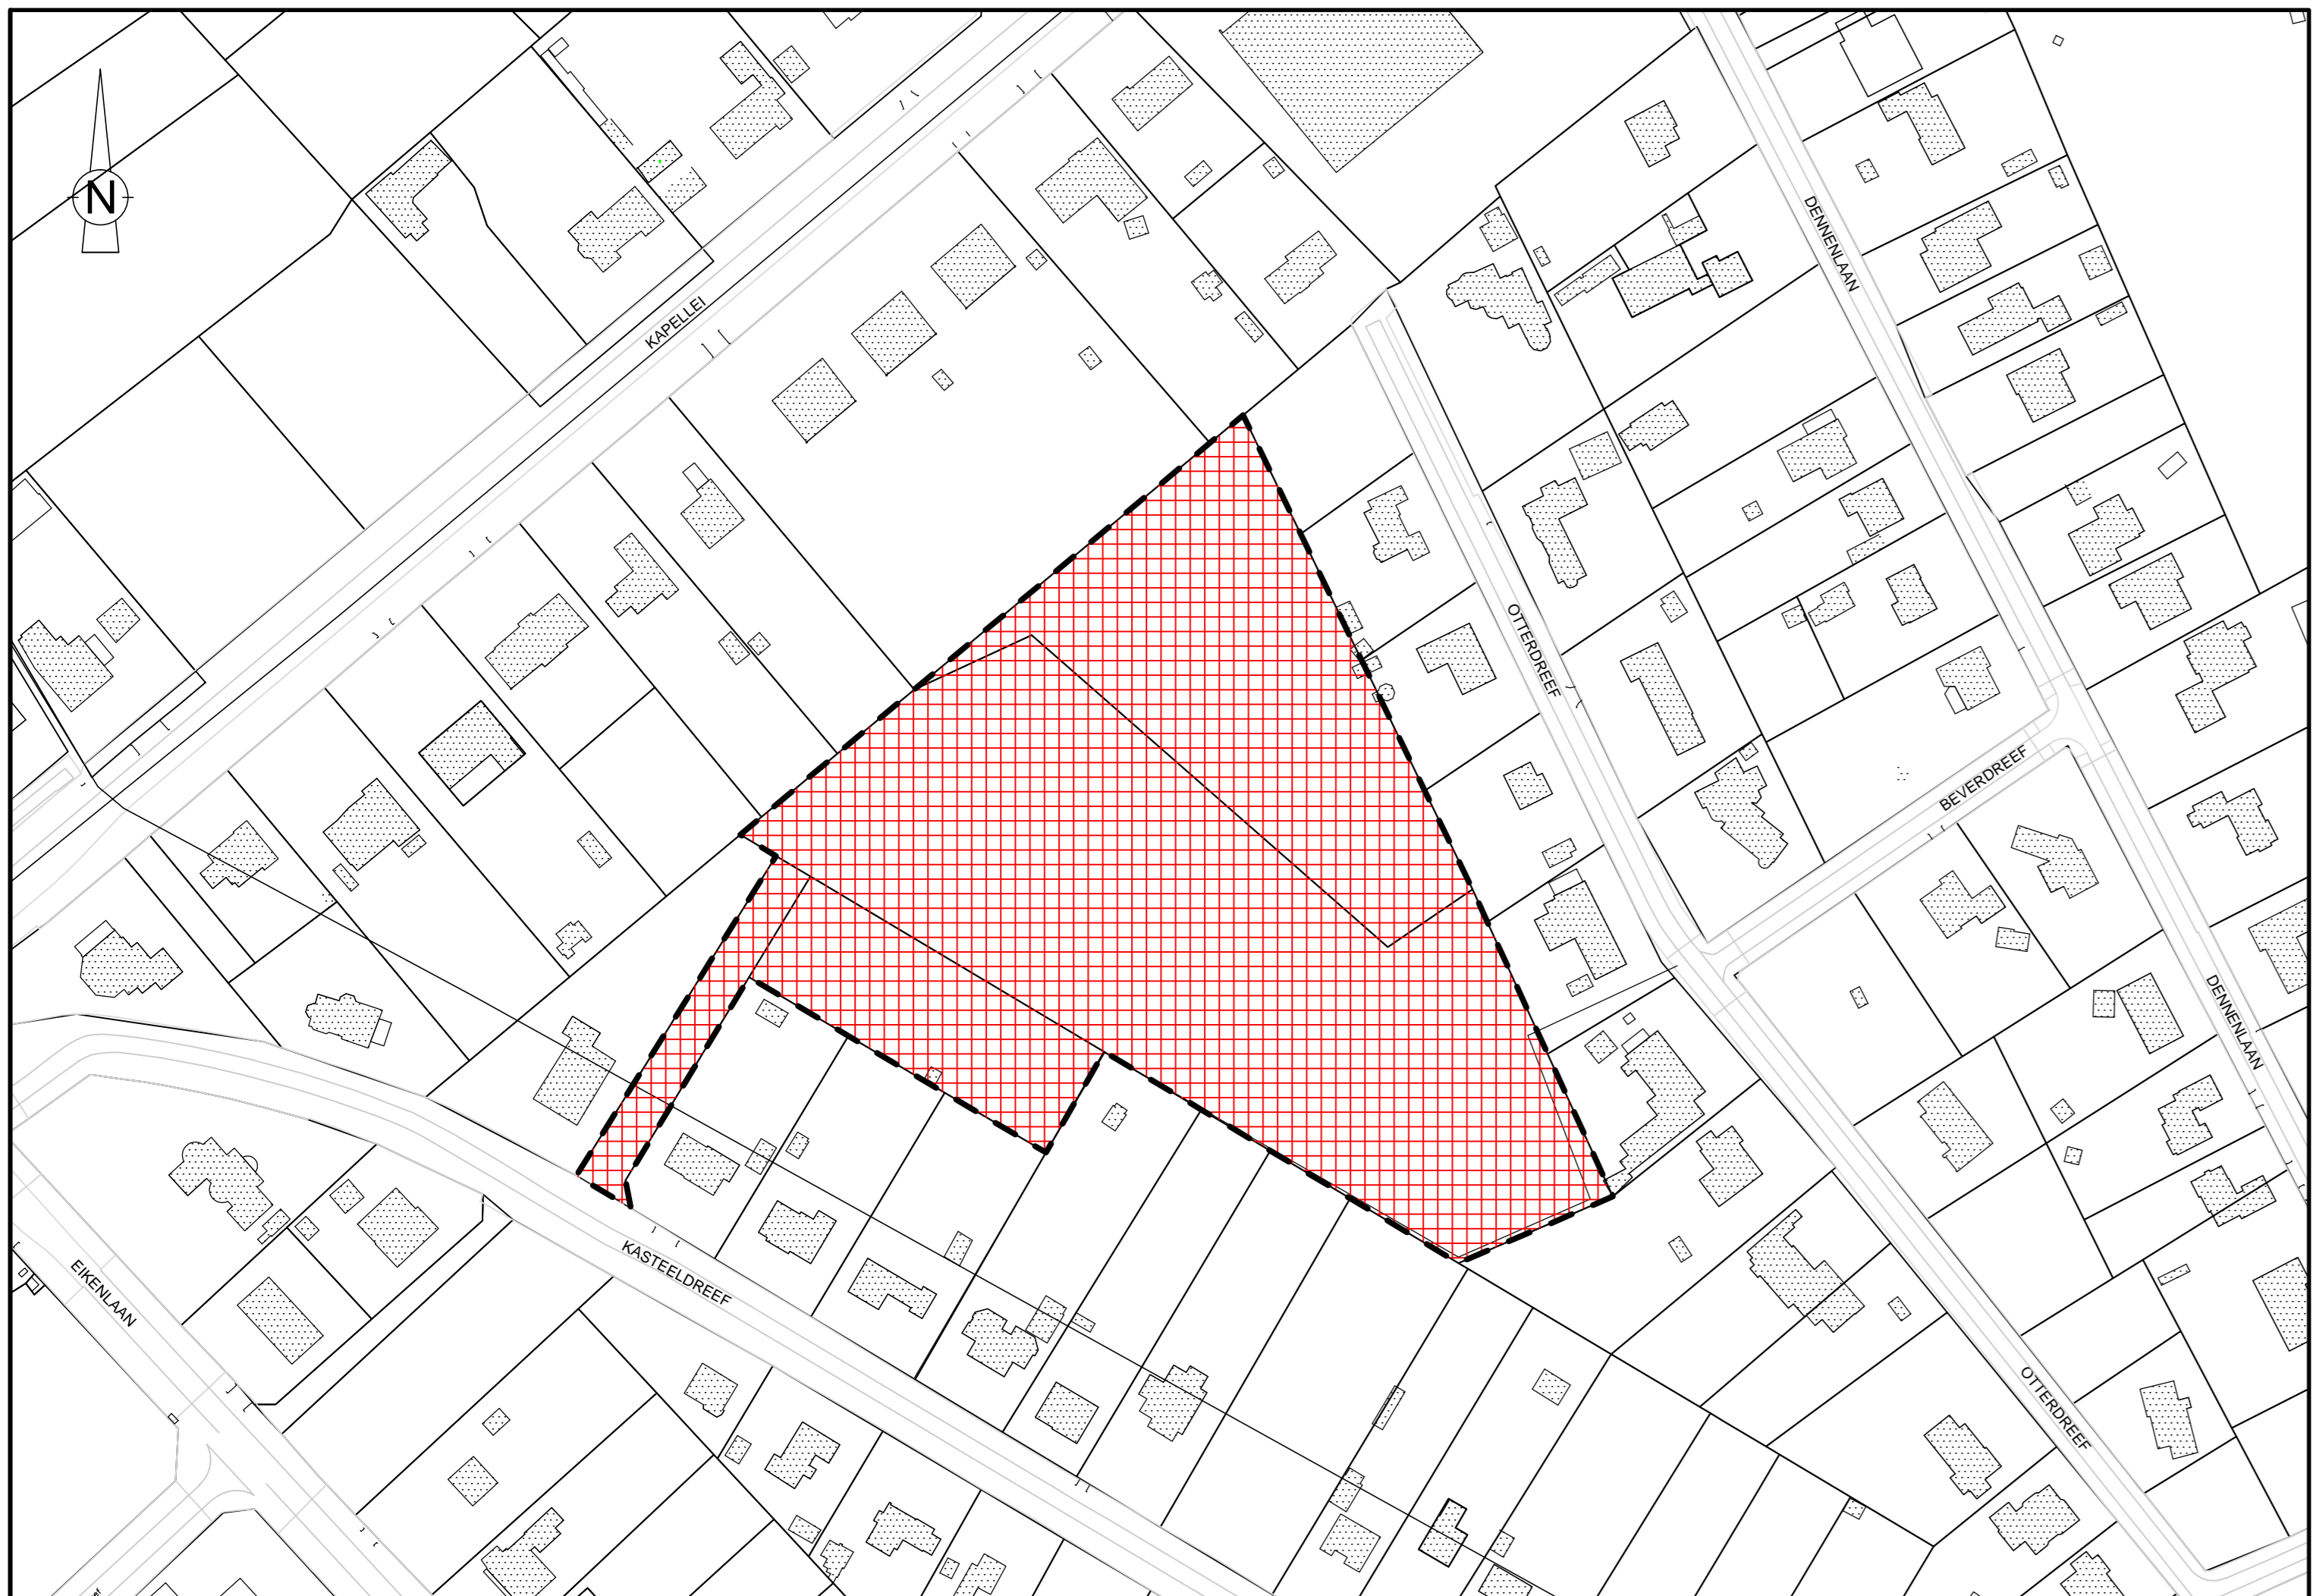 N
DENNENLAAN
KAPELLEI
OTTERDREEF
BEVERDREEF
DENNENLAAN
KASTEELDREEF
EIKENLAAN
OTTERDREEF